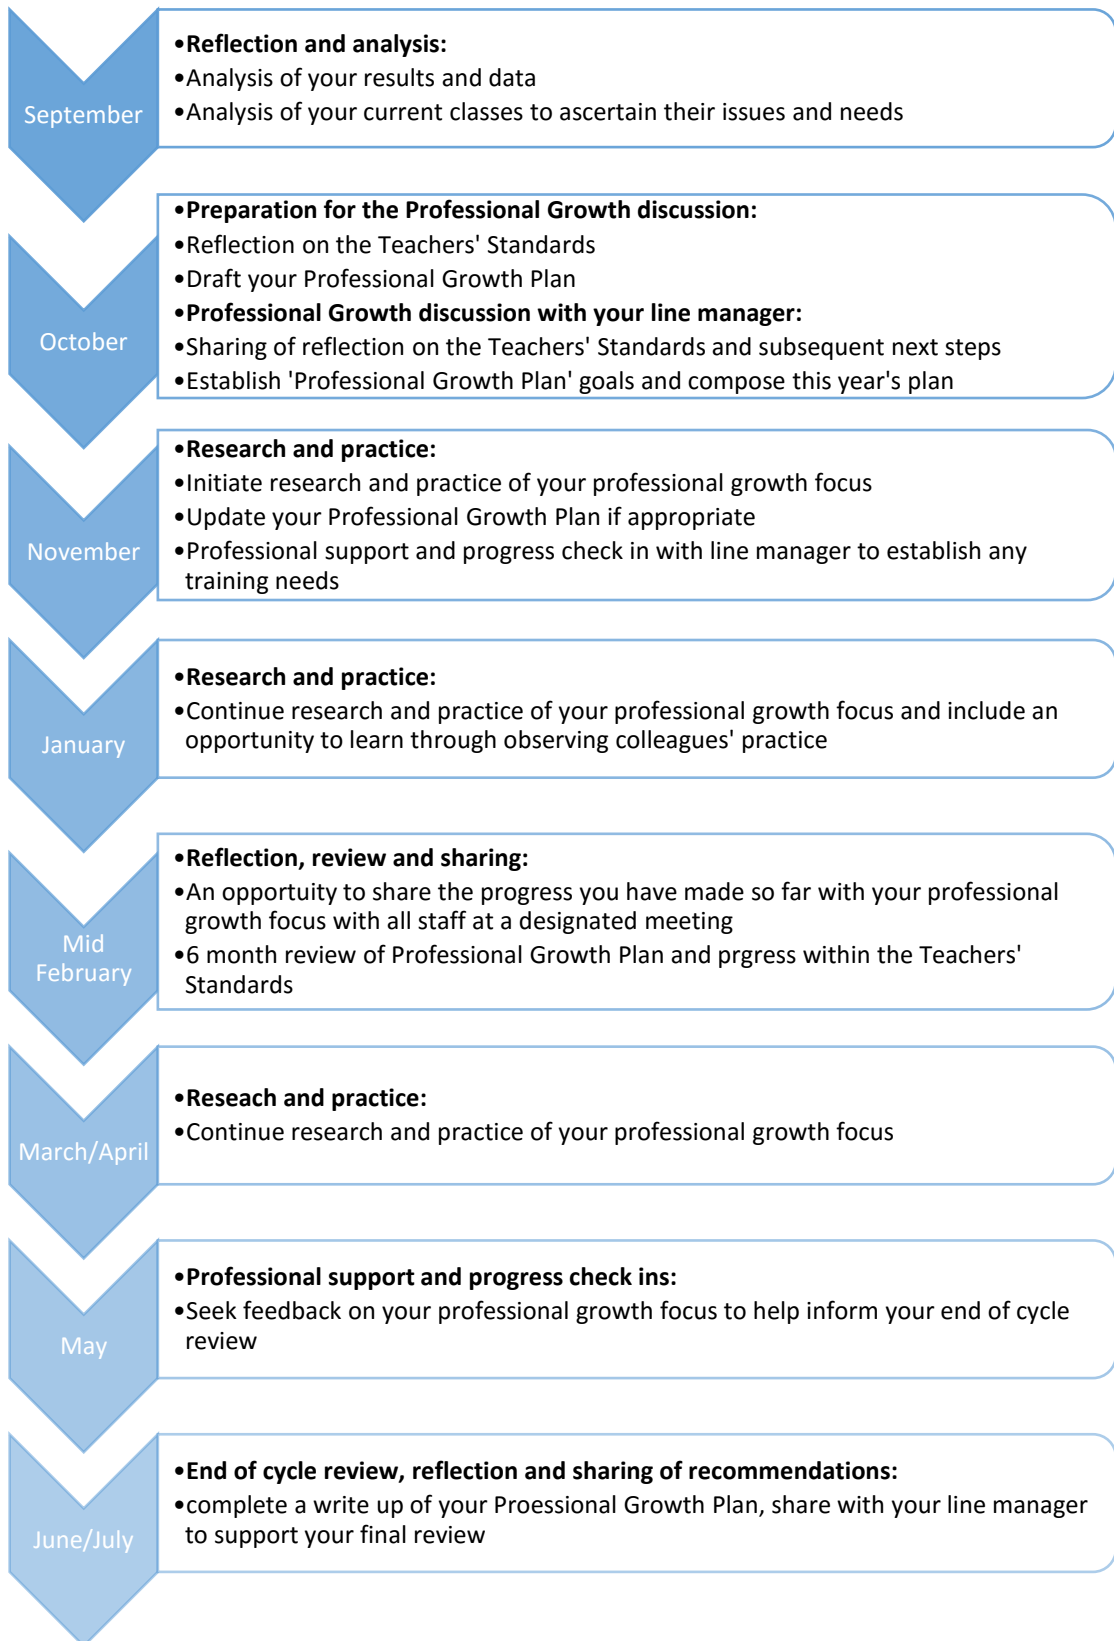 September
•Reflection and analysis:
•Analysis of your results and data
•Analysis of your current classes to ascertain their issues and needs
October
•Preparation for the Professional Growth discussion:
•Reflection on the Teachers' Standards
•Draft your Professional Growth Plan
•Professional Growth discussion with your line manager:
•Sharing of reflection on the Teachers' Standards and subsequent next steps
•Establish 'Professional Growth Plan' goals and compose this year's plan
November
•Research and practice:
•Initiate research and practice of your professional growth focus
•Update your Professional Growth Plan if appropriate
•Professional support and progress check in with line manager to establish any
training needs
January
•Research and practice:
•Continue research and practice of your professional growth focus and include an
opportunity to learn through observing colleagues' practice
Mid
February
•Reflection, review and sharing:
•An opportuity to share the progress you have made so far with your professional
growth focus with all staff at a designated meeting
•6 month review of Professional Growth Plan and prgress within the Teachers'
Standards
March/April
•Reseach and practice:
•Continue research and practice of your professional growth focus
May
•Professional support and progress check ins:
•Seek feedback on your professional growth focus to help inform your end of cycle
review
June/July
•End of cycle review, reflection and sharing of recommendations:
•complete a write up of your Proessional Growth Plan, share with your line manager
to support your final review